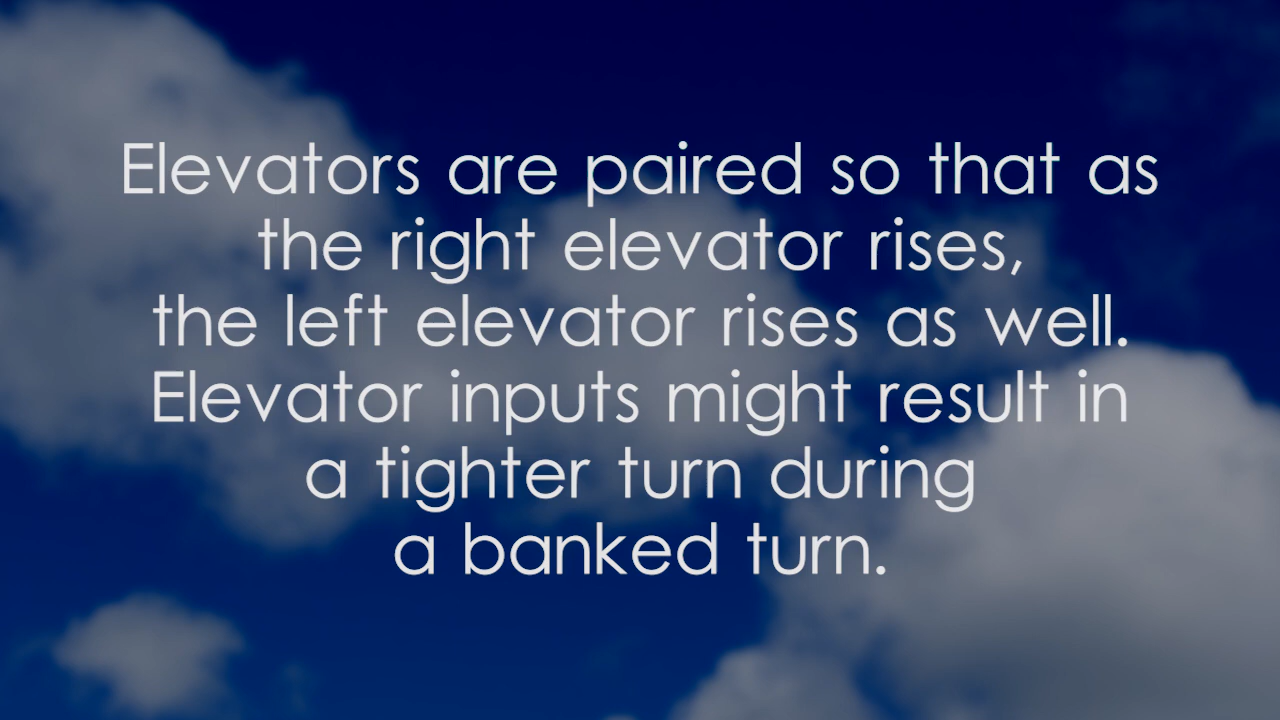 Elevators are paired so that as
the right elevator rises,
the left elevator rises as well.
Elevator inputs might result in
a tighter turn during
a banked turn.